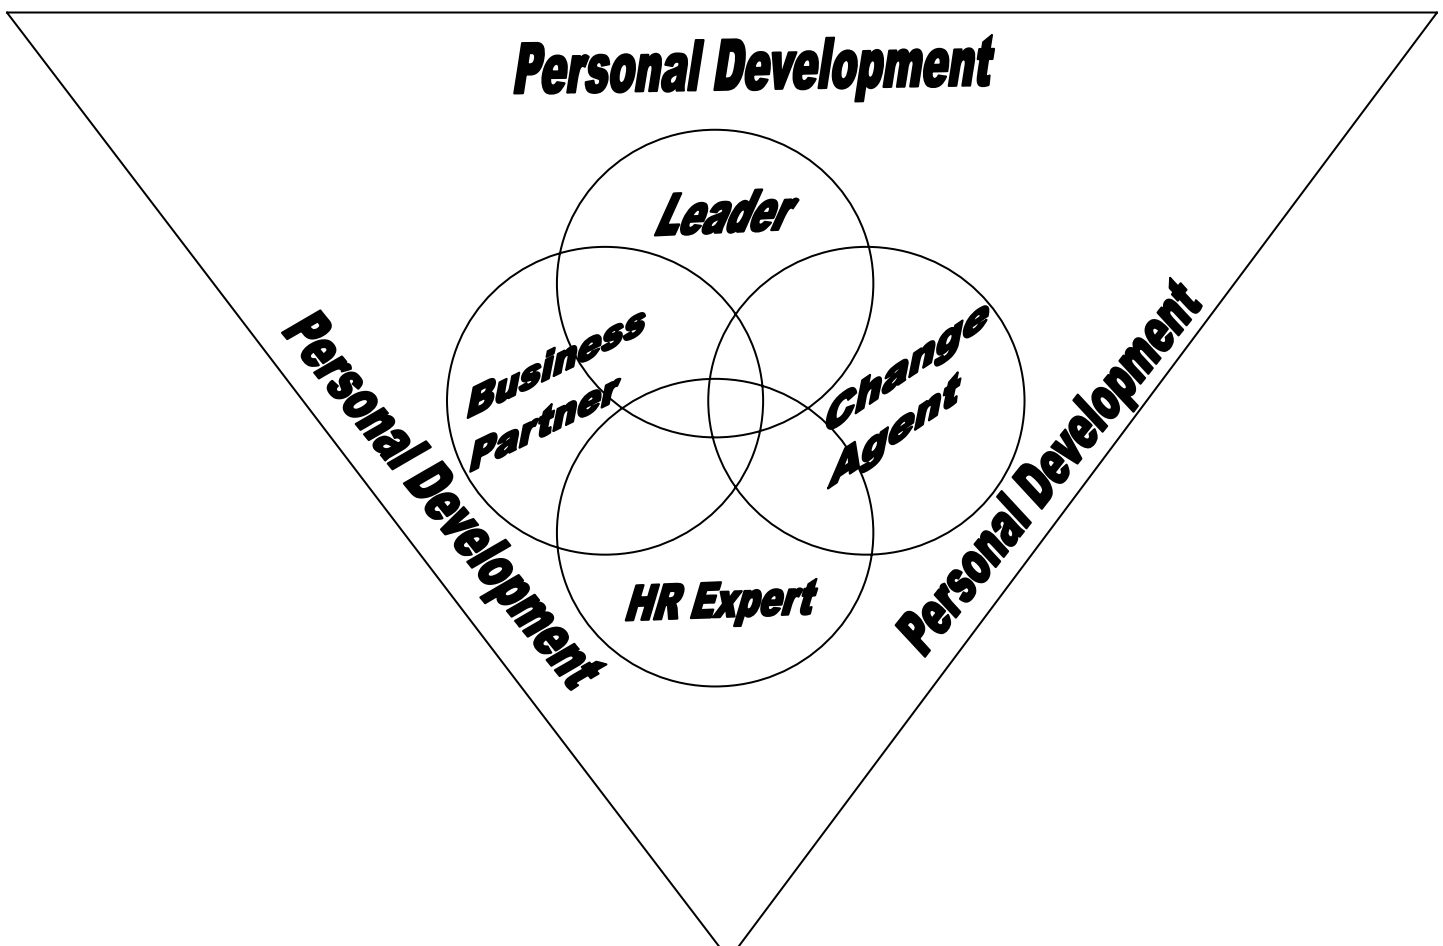 Personal Development
Leader
Business
Partner
Change
Agent
Personal Development
Personal Development
HR Expert